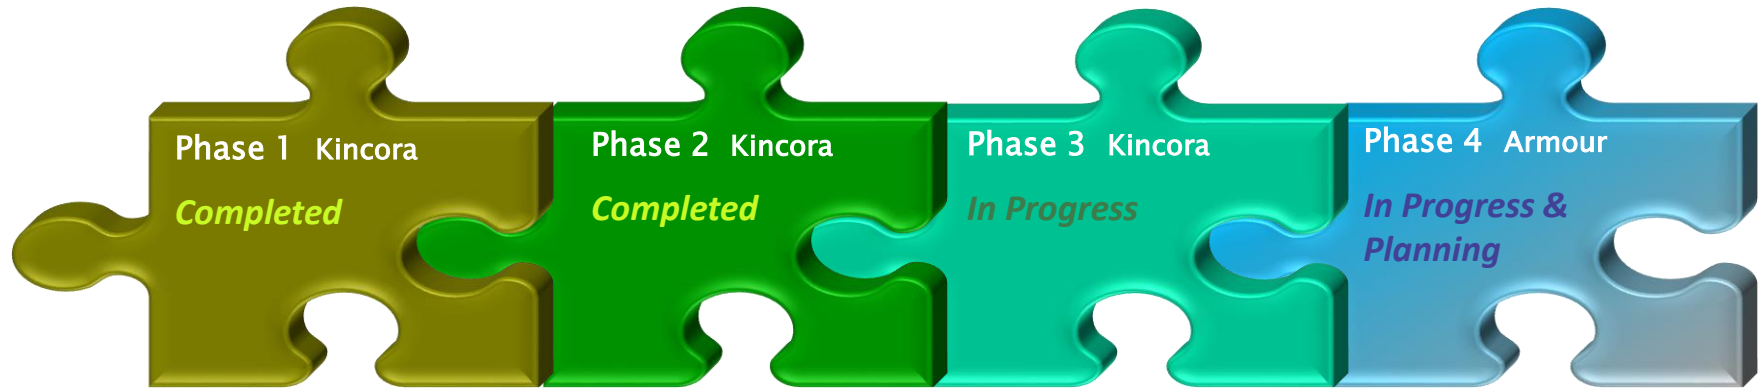 Phase 1 Kincora
Completed
Phase 2 Kincora
Completed
Phase 3 Kincora
In Progress
Phase 4 Armour
In Progress &
Planning